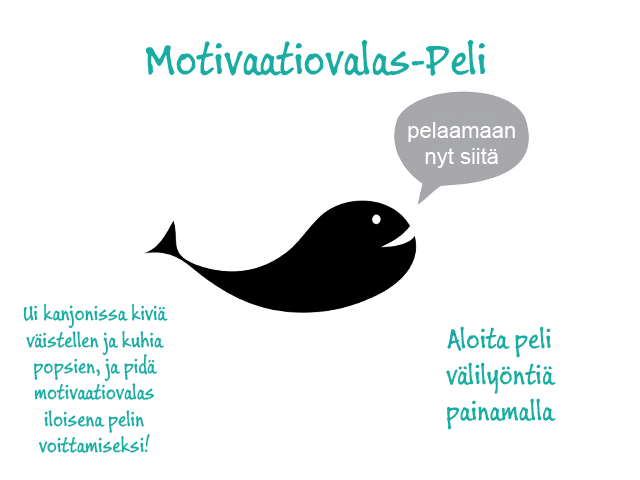 Motivaatiovalas-Peli
pelaamaan
nyt siitä
Ui kanjonissa kiviä
väistellen ja kuhia
popsien, ja pidä
motivaatiovalas
iloisena pelin
voittamiseksi!
Aloita peli
välilyöntiä
painamalla